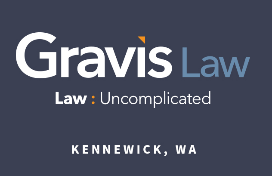 Gravis Law
Law : Uncomplicated
KENNEWICK, WA